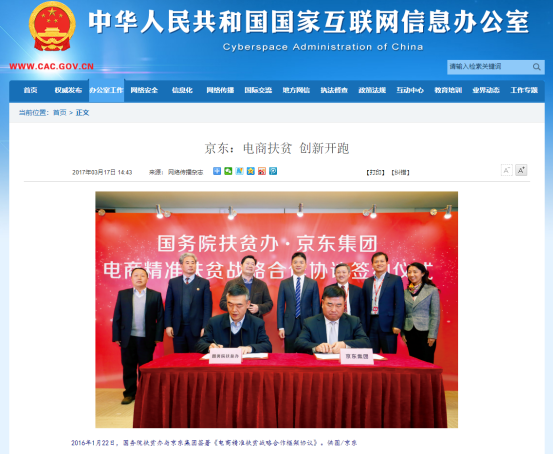 中华人民共和国国家互联网信息办公室
Cyberspace Administration of China
WWW.CAC.GOV.CN
请输入检索关键词
首页 权威发布 办公室工作 网络安全 信息化 网络传播 国际交流 地方网信 执法督查 政策法规 互动中心 教育培训 业界动态 工作专题
当前位置：首页 > 正文
京东：电商扶贫 创新开跑
2017年03月17日 14:43 来源： 网络传播杂志 【打印】 【纠错】 A- A+
国务院扶贫办·京东集团
电商精准扶贫战略合作协议签约仪式
国务院扶贫办 京东集团
2016年1月22日，国务院扶贫办与京东集团签署《电商精准扶贫战略合作框架协议》。供图/京东